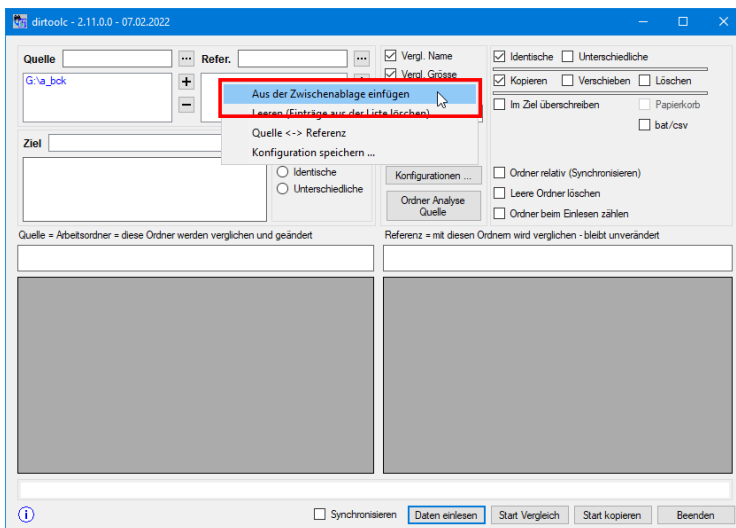 dirtoolc - 2.11.0.0 - 07.02.2022
Quelle ... Refer. ...
G:\a_bck
+
−
Vergl. Name
Vergl. Grösse
Identische Unterschiedliche
Kopieren Verschieben Löschen
Im Ziel überschreiben Papierkorb
bat/csv
Aus der Zwischenablage einfügen
Leeren (Einträge aus der Liste löschen)
Quelle <-> Referenz
Konfiguration speichern ...
Ziel
Identische
Unterschiedliche
Konfigurationen ...
Ordner Analyse
Quelle
Ordner relativ (Synchronisieren)
Leere Ordner löschen
Ordner beim Einlesen zählen
Quelle = Arbeitsordner = diese Ordner werden verglichen und geändert
Referenz = mit diesen Ordnern wird verglichen - bleibt unverändert
Synchronisieren Daten einlesen Start Vergleich Start kopieren Beenden